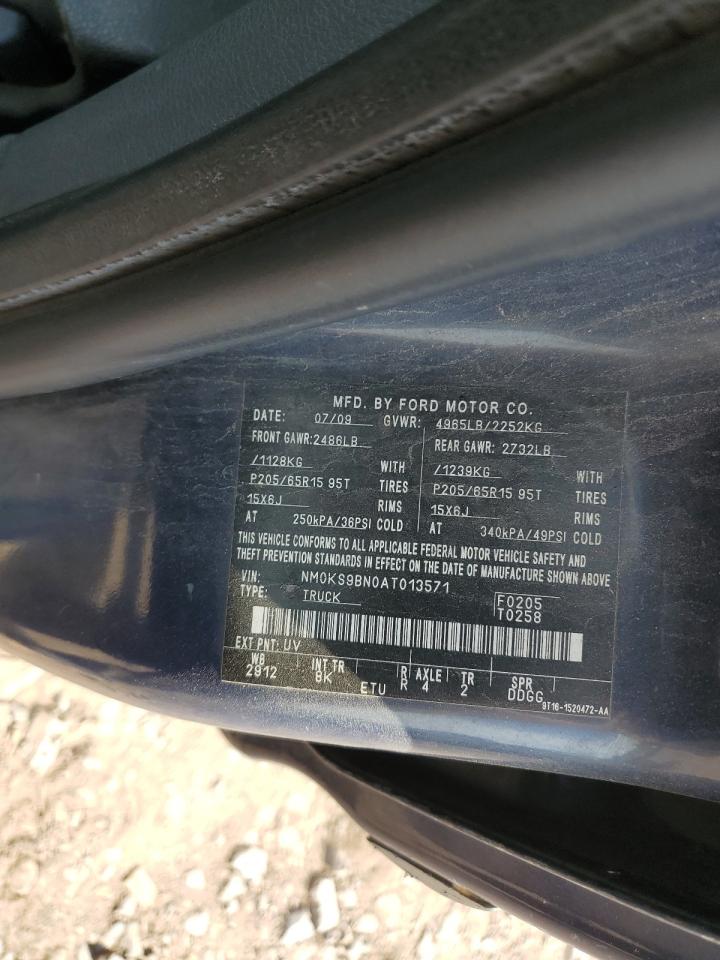 MFD. BY FORD MOTOR CO.
DATE: 07/09 GVWR: 4965LB/2252KG
FRONT GAWR:2486LB REAR GAWR: 2732LB
/1128KG WITH /1239KG WITH
P205/65R15 95T TIRES P205/65R15 95T TIRES
15X6J RIMS 15X6J RIMS
AT 250kPA/36PSI COLD AT 340kPA/49PSI COLD
THIS VEHICLE CONFORMS TO ALL APPLICABLE FEDERAL MOTOR VEHICLE SAFETY AND
THEFT PREVENTION STANDARDS IN EFFECT ON THE DATE OF MANUFACTURE SHOWN ABOVE
VIN: NM0KS9BN0AT013571
TYPE: TRUCK F0205
T0258
EXT PNT: UV
WB INT TR R AXLE TR SPR
2912 8K ETU R 4 2 DDGG
9T16-1520472-AA